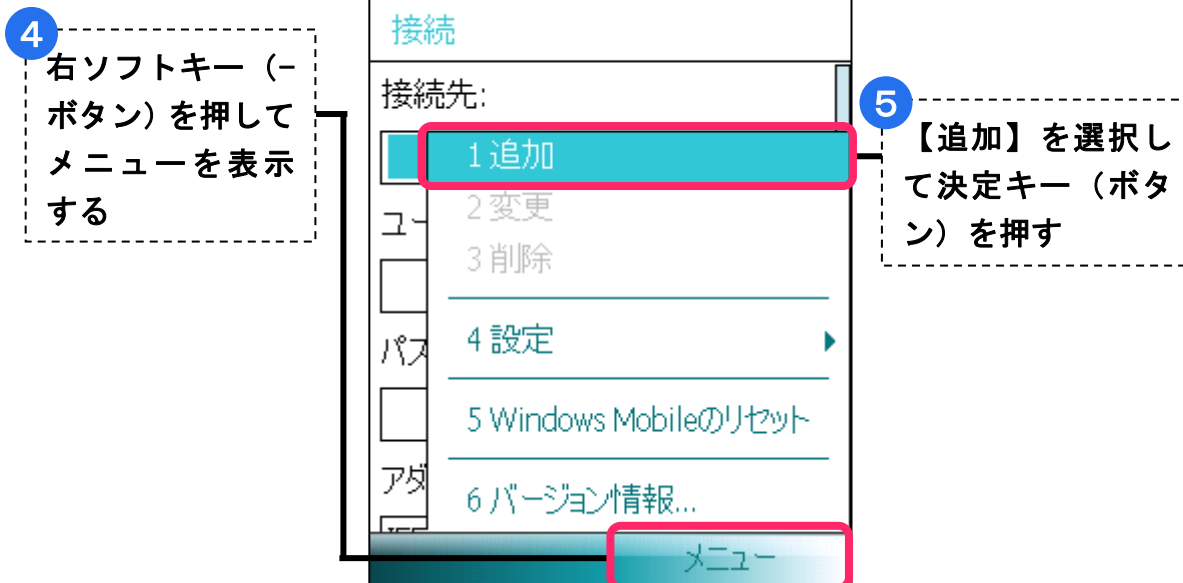 4
右ソフトキー（-
ボタン）を押して
メニューを表示
する
接続
接続先:
1 追加
2 変更
ユー
3 削除
4 設定
パス
5 Windows Mobileのリセット
アダ
6 バージョン情報...
メニュー
5
【追加】を選択し
て決定キー（ボタ
ン）を押す